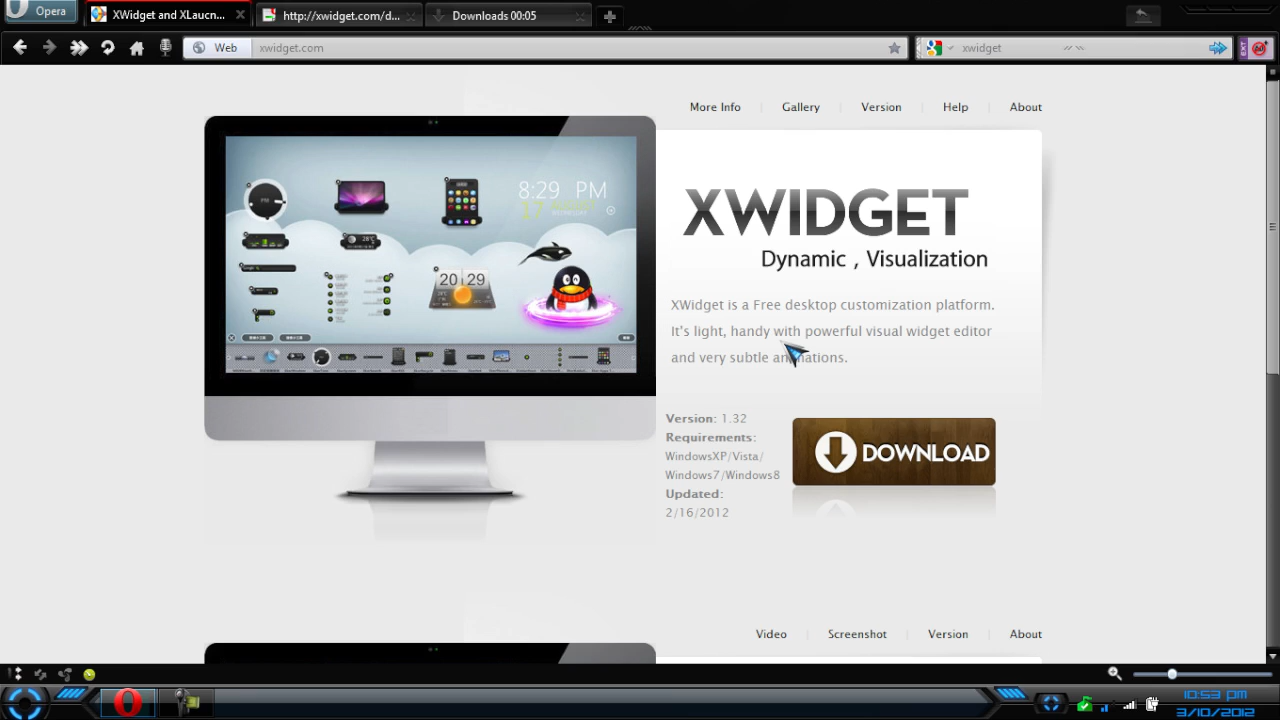 Opera
XWidget and XLaucn...
http://xwidget.com/d...
Downloads 00:05
Web
xwidget.com
xwidget
EXT
More Info
Gallery
Version
Help
About
PM
8:29 PM
17
20 29
XWIDGET
Dynamic , Visualization
XWidget is a Free desktop customization platform.
It's light, handy with powerful visual widget editor
and very subtle animations.
Version: 1.32
Requirements:
WindowsXP/Vista/
Windows7/Windows8
Updated:
2/16/2012
DOWNLOAD
Video
Screenshot
Version
About
10:53 pm
3/10/2012